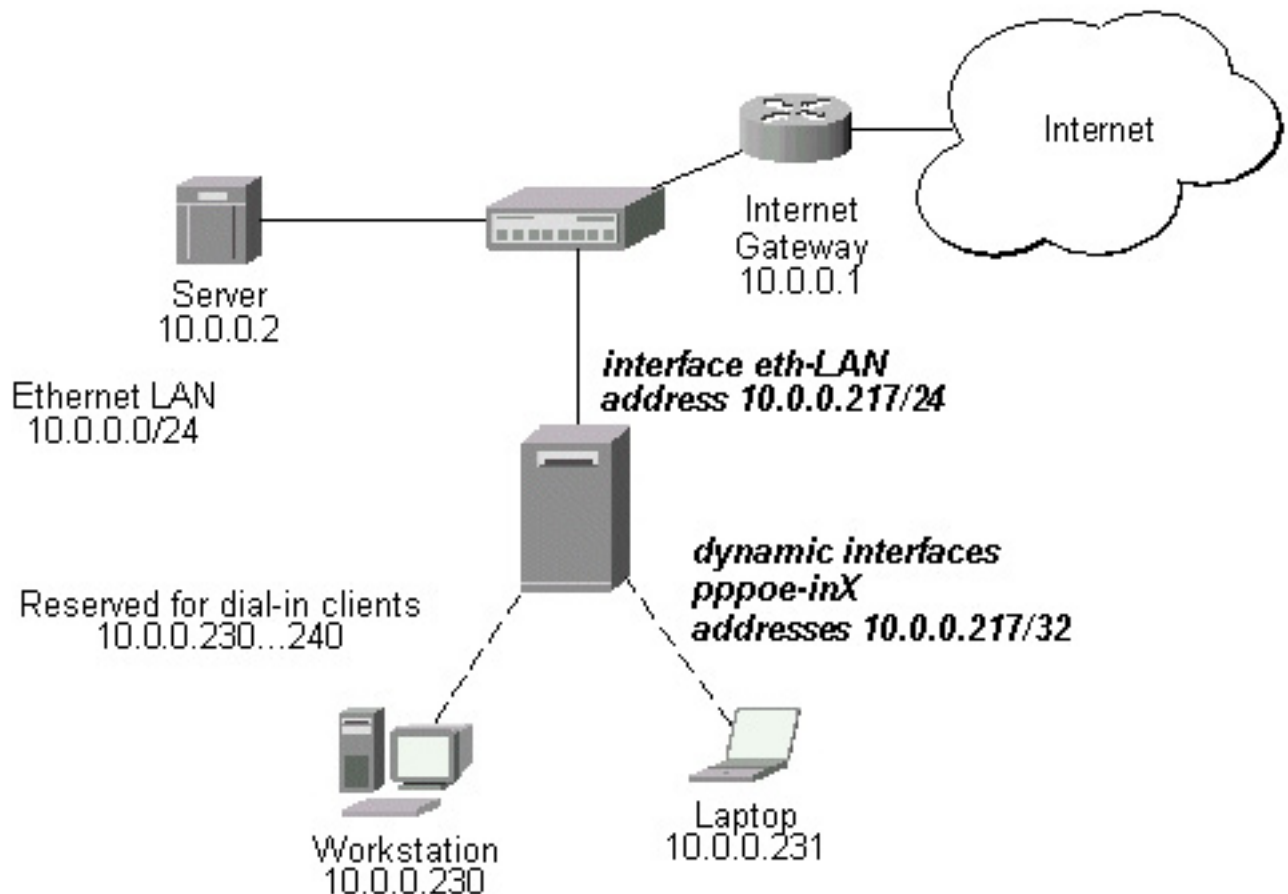 Internet
Internet
Gateway
10.0.0.1
Server
10.0.0.2
interface eth-LAN
address 10.0.0.217/24
Ethernet LAN
10.0.0.0/24
dynamic interfaces
pppoe-inX
addresses 10.0.0.217/32
Reserved for dial-in clients
10.0.0.230...240
Workstation
10.0.0.230
Laptop
10.0.0.231